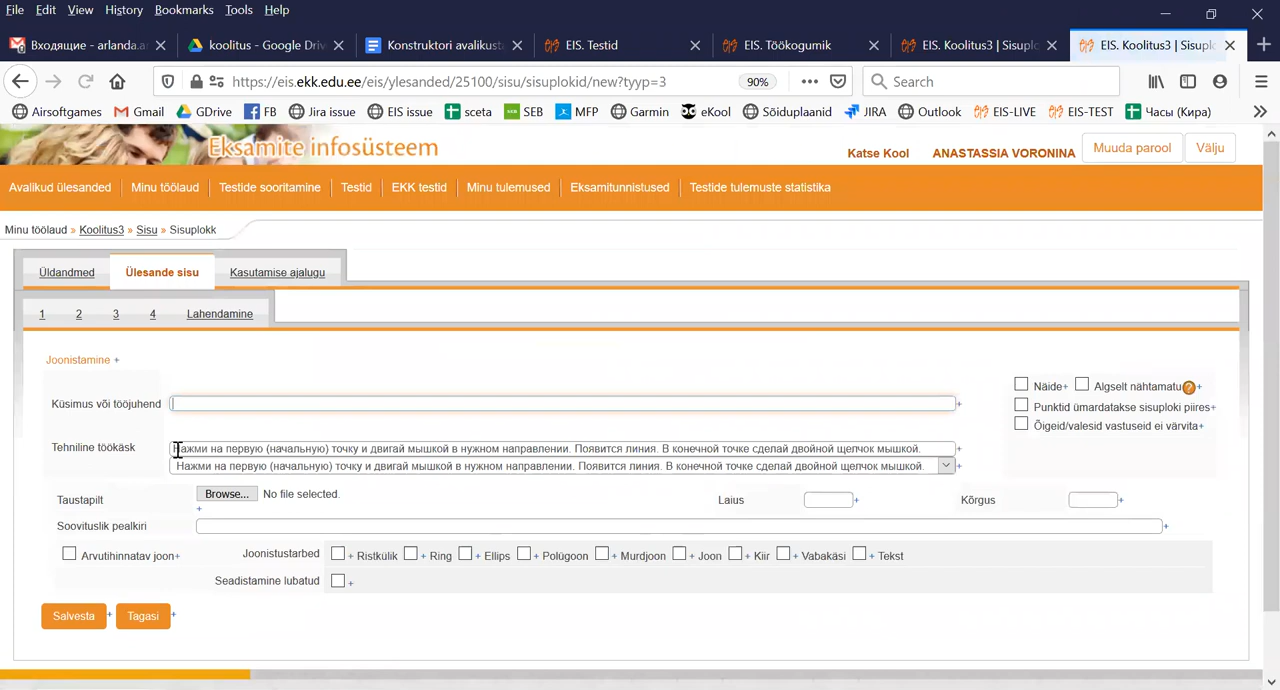 File Edit View History Bookmarks Tools Help
Входящие - arlanda.ar
koolitus - Google Driv
Konstruktori avalikusta
EIS. Testid
EIS. Töökogumik
EIS. Koolitus3 | Sisupl
EIS. Koolitus3 | Sisupl
https://eis.ekk.edu.ee/eis/ylesanded/25100/sisu/sisuplokid/new?tyyp=3 90% Search
Airsoftgames Gmail GDrive FB Jira issue EIS issue sceta SEB MFP Garmin eKool Sõiduplaanid JIRA Outlook EIS-LIVE EIS-TEST Часы (Кира)
Eksamite infosüsteem
Katse Kool ANASTASSIA VORONINA Muuda parool Välju
Avalikud ülesanded Minu töölaud Testide sooritamine Testid EKK testid Minu tulemused Eksamitunnistused Testide tulemuste statistika
Minu töölaud » Koolitus3 » Sisu » Sisuplokk
Üldandmed Ülesande sisu Kasutamise ajalugu
1 2 3 4 Lahendamine
Joonistamine +
Näide+ Algselt nähtamatu ? +
Küsimus või tööjuhend +
Punktid ümardatakse sisuploki piires+
Õigeid/valesid vastuseid ei värvita+
Tehniline töökäsk Нажми на первую (начальную) точку и двигай мышкой в нужном направлении. Появится линия. В конечной точке сделай двойной щелчок мышкой. +
Нажми на первую (начальную) точку и двигай мышкой в нужном направлении. Появится линия. В конечной точке сделай двойной щелчок мышкой. +
Taustapilt Browse... No file selected. + Laius + Kõrgus +
Soovituslik pealkiri +
Arvutihinnatav joon+ Joonistustarbed + Ristkülik + Ring + Ellips + Polügoon + Murdjoon + Joon + Kiir + Vabakäsi + Tekst
Seadistamine lubatud +
Salvesta + Tagasi +